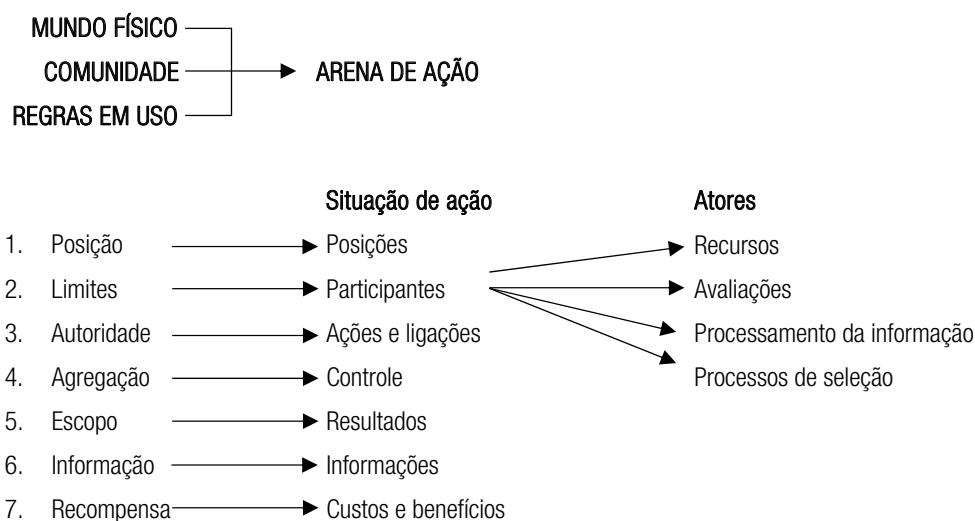 MUNDO FÍSICO
COMUNIDADE ARENA DE AÇÃO
REGRAS EM USO
Situação de ação Atores
1. Posição Posições Recursos
2. Limites Participantes Avaliações
3. Autoridade Ações e ligações Processamento da informação
4. Agregação Controle Processos de seleção
5. Escopo Resultados
6. Informação Informações
7. Recompensa Custos e benefícios